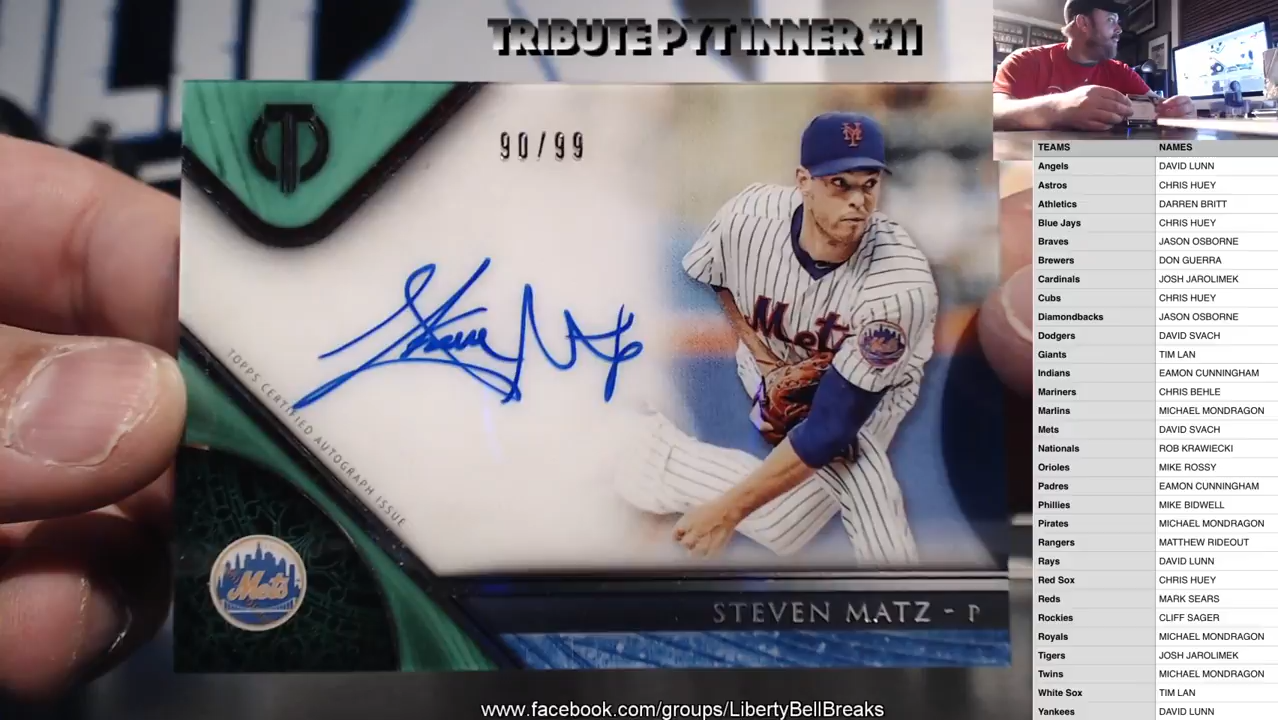 TRIBUTE PYT INNER #11
90/99
Steven Matz
Mets
TOPPS CERTIFIED AUTOGRAPH ISSUE
Mets
STEVEN MATZ - P
www.facebook.com/groups/LibertyBellBreaks
TEAMS NAMES
Angels DAVID LUNN
Astros CHRIS HUEY
Athletics DARREN BRITT
Blue Jays CHRIS HUEY
Braves JASON OSBORNE
Brewers DON GUERRA
Cardinals JOSH JAROLIMEK
Cubs CHRIS HUEY
Diamondbacks JASON OSBORNE
Dodgers DAVID SVACH
Giants TIM LAN
Indians EAMON CUNNINGHAM
Mariners CHRIS BEHLE
Marlins MICHAEL MONDRAGON
Mets DAVID SVACH
Nationals ROB KRAWIECKI
Orioles MIKE ROSSY
Padres EAMON CUNNINGHAM
Phillies MIKE BIDWELL
Pirates MICHAEL MONDRAGON
Rangers MATTHEW RIDEOUT
Rays DAVID LUNN
Red Sox CHRIS HUEY
Reds MARK SEARS
Rockies CLIFF SAGER
Royals MICHAEL MONDRAGON
Tigers JOSH JAROLIMEK
Twins MICHAEL MONDRAGON
White Sox TIM LAN
Yankees DAVID LUNN